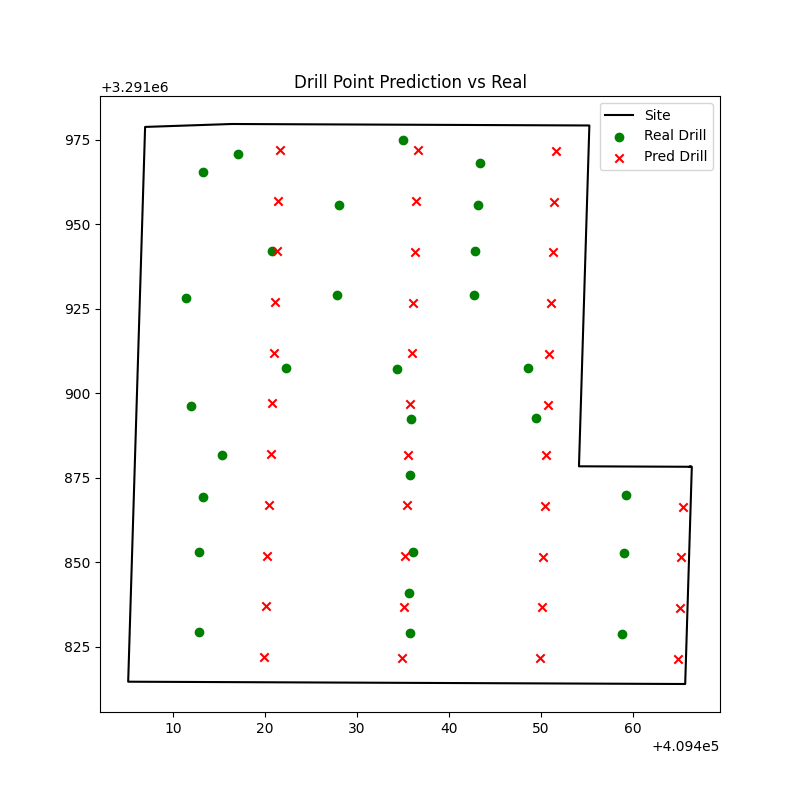 Drill Point Prediction vs Real
+3.291e6
Site
Real Drill
Pred Drill
975
950
925
900
875
850
825
10 20 30 40 50 60
+4.094e5